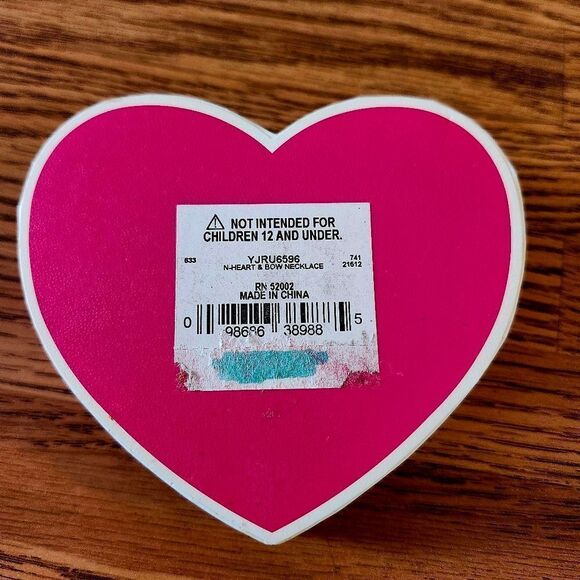 ⚠ NOT INTENDED FOR
CHILDREN 12 AND UNDER.
633 YJRU6596 741
N-HEART & BOW NECKLACE 21612
RN 52002
MADE IN CHINA
0 98686 38988 5